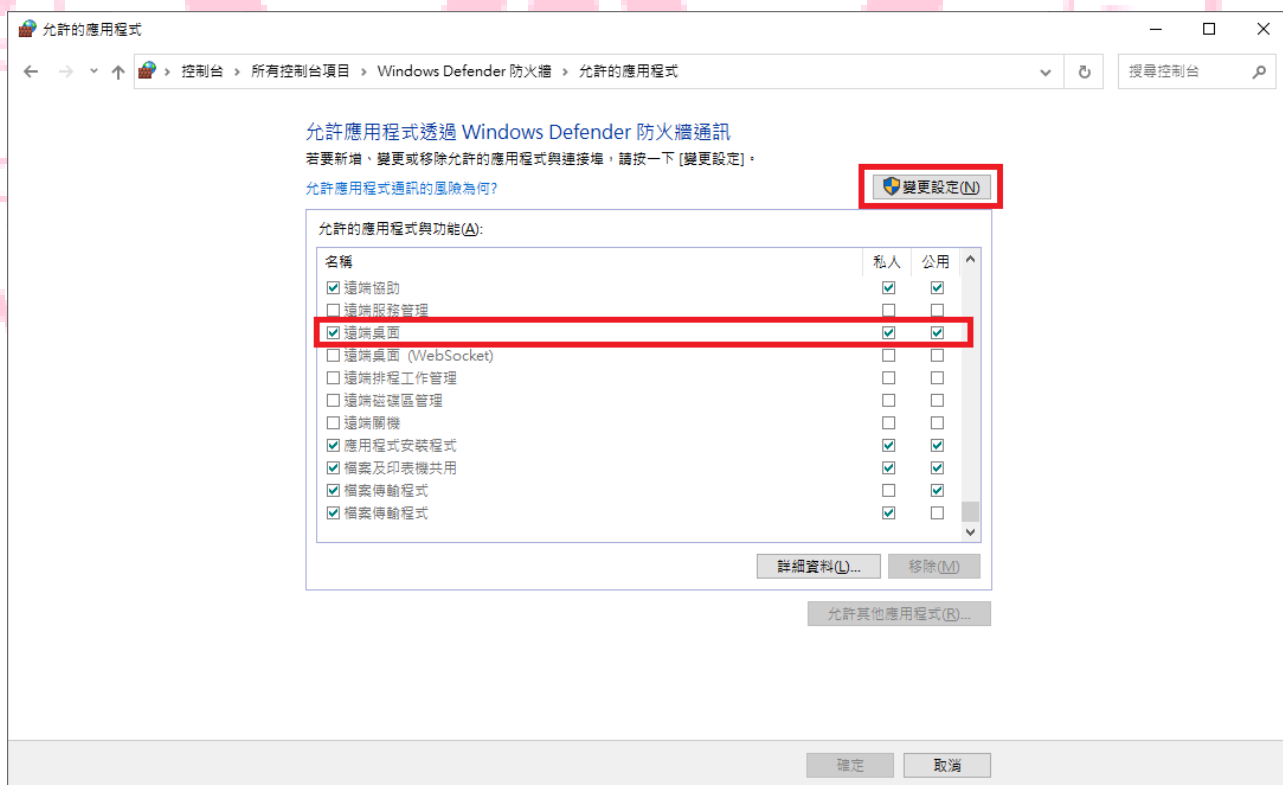 允許的應用程式
控制台 › 所有控制台項目 › Windows Defender 防火牆 › 允許的應用程式
搜尋控制台
允許應用程式透過 Windows Defender 防火牆通訊
若要新增、變更或移除允許的應用程式與連接埠，請按一下 [變更設定]。
允許應用程式通訊的風險為何?
變更設定(N)
允許的應用程式與功能(A):
名稱 私人 公用
遠端協助
遠端服務管理
遠端桌面
遠端桌面 (WebSocket)
遠端排程工作管理
遠端磁碟區管理
遠端關機
應用程式安裝程式
檔案及印表機共用
檔案傳輸程式
檔案傳輸程式
詳細資料(L)... 移除(M)
允許其他應用程式(R)...
確定 取消